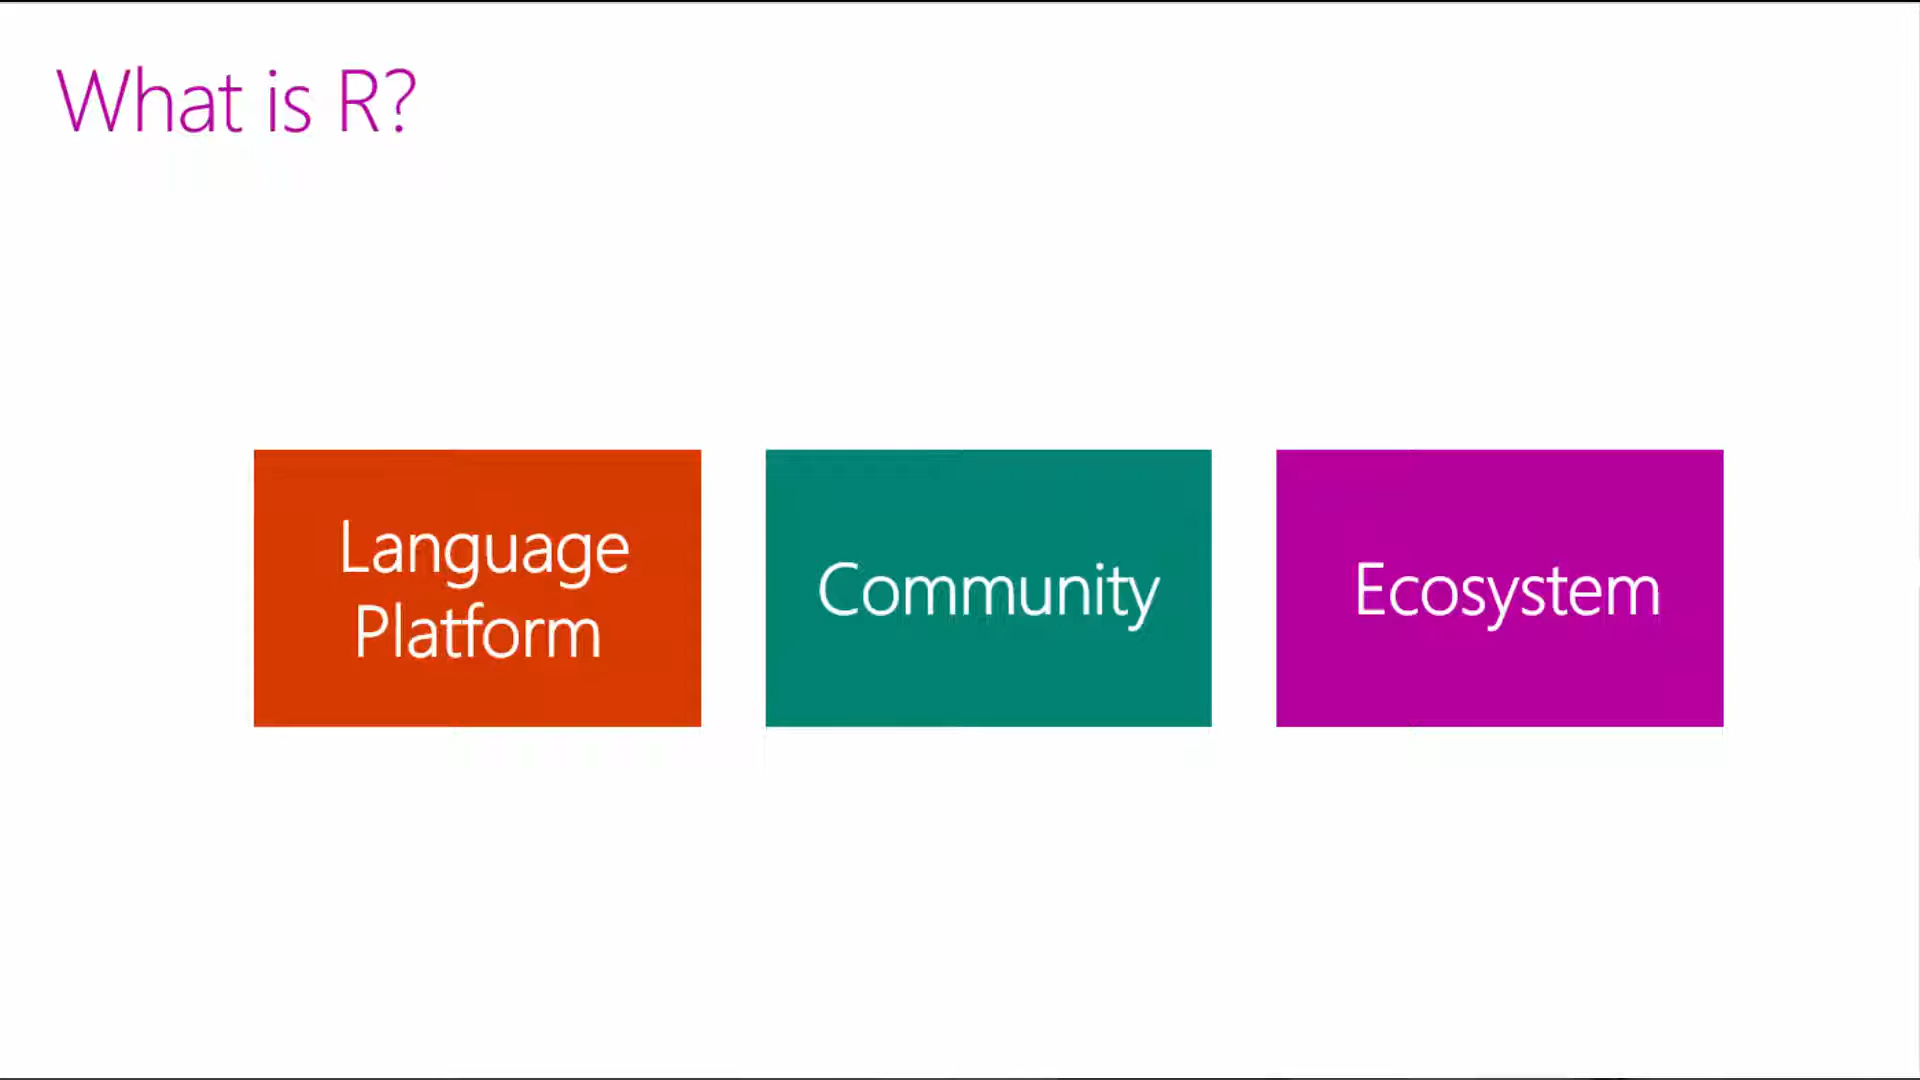 What is R?
Language
Platform
Community
Ecosystem